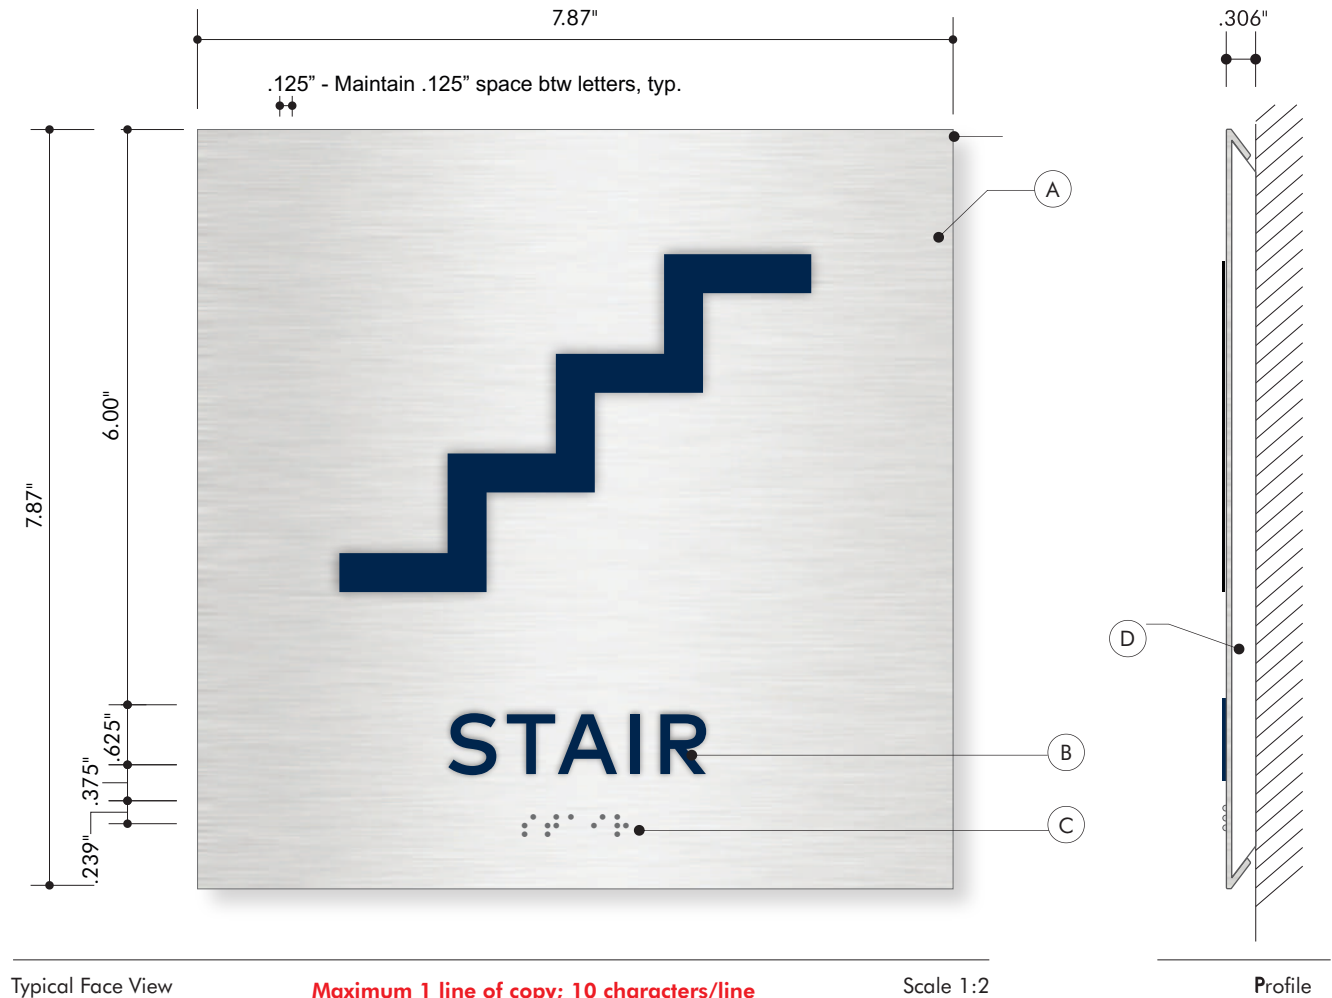 7.87"
.306"
.125” - Maintain .125” space btw letters, typ.
A
6.00"
7.87"
D
.625"
.375"
.239"
STAIR
B
C
Typical Face View
Maximum 1 line of copy; 10 characters/line
Scale 1:2
Profile